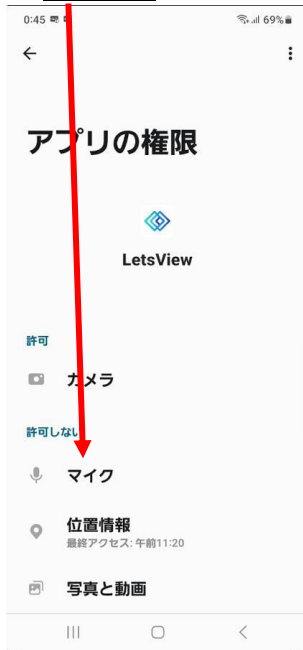 0:45
69%
アプリの権限
LetsView
許可
カメラ
許可しない
マイク
位置情報
最終アクセス: 午前11:20
写真と動画